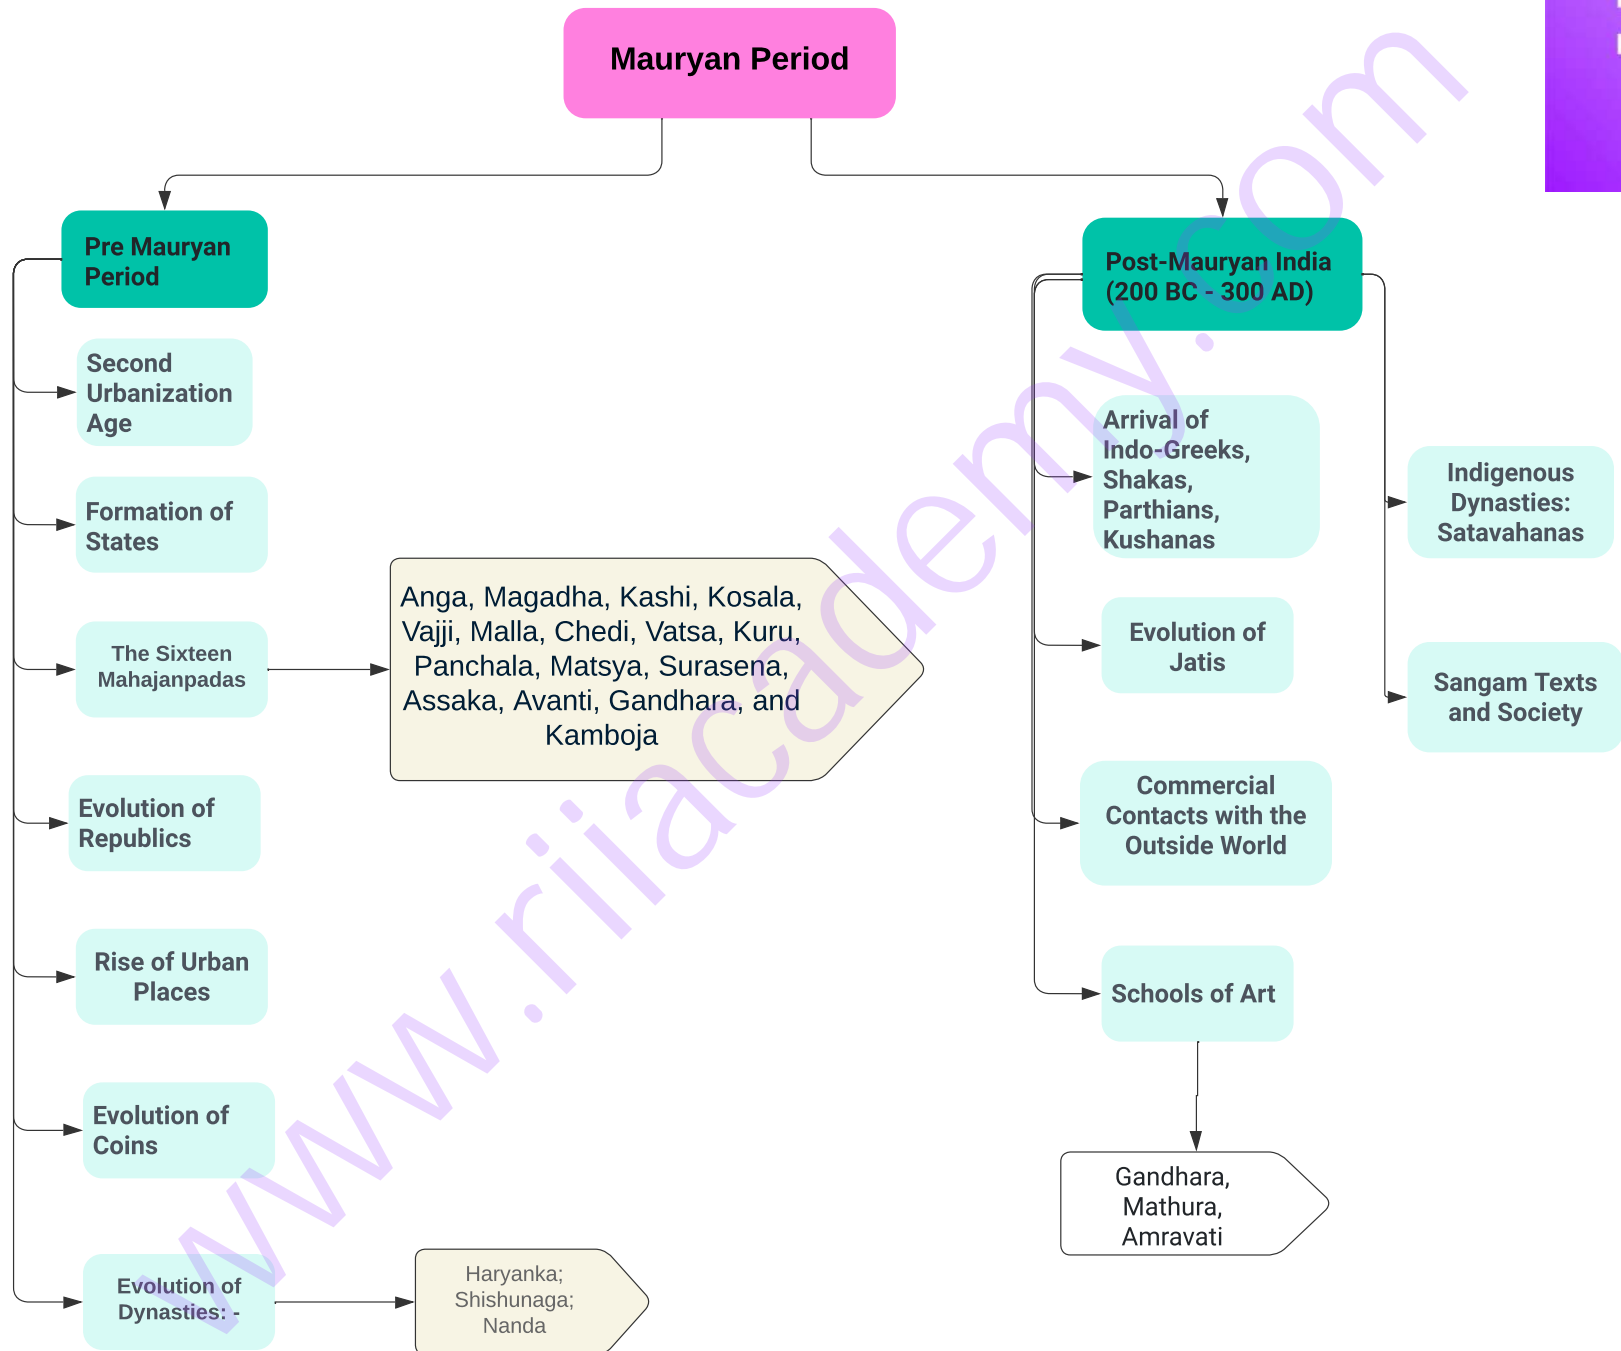 Mauryan Period
Pre Mauryan
Period
Second
Urbanization
Age
Formation of
States
The Sixteen
Mahajanpadas
Anga, Magadha, Kashi, Kosala,
Vajji, Malla, Chedi, Vatsa, Kuru,
Panchala, Matsya, Surasena,
Assaka, Avanti, Gandhara, and
Kamboja
Evolution of
Republics
Rise of Urban
Places
Evolution of
Coins
Evolution of
Dynasties: -
Haryanka;
Shishunaga;
Nanda
Post-Mauryan India
(200 BC - 300 AD)
Arrival of
Indo-Greeks,
Shakas,
Parthians,
Kushanas
Evolution of
Jatis
Commercial
Contacts with the
Outside World
Schools of Art
Gandhara,
Mathura,
Amravati
Indigenous
Dynasties:
Satavahanas
Sangam Texts
and Society
www.riiacademy.com